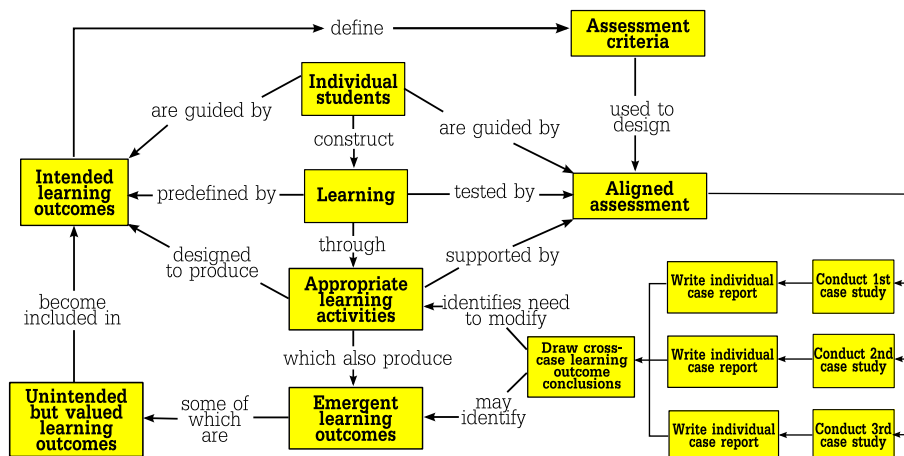 define
Assessment
criteria
Individual
students
are guided by
are guided by
used to
design
construct
Intended
learning
outcomes
predefined by
Learning
tested by
Aligned
assessment
through
designed
to produce
supported by
Appropriate
learning
activities
identifies need
to modify
Write individual
case report
Conduct 1st
case study
become
included in
which also produce
Draw cross-
case learning
outcome
conclusions
Write individual
case report
Conduct 2nd
case study
Unintended
but valued
learning
outcomes
some of
which
are
Emergent
learning
outcomes
may
identify
Write individual
case report
Conduct 3rd
case study